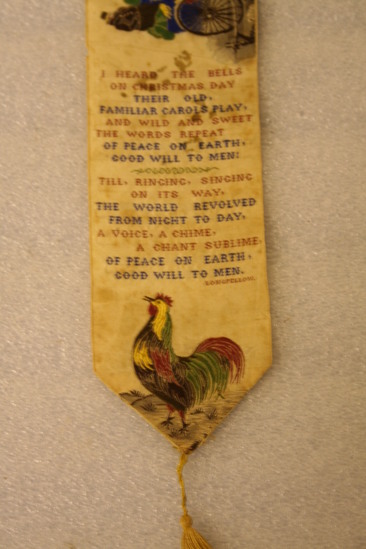 I HEARD THE BELLS
ON CHRISTMAS DAY
THEIR OLD,
FAMILIAR CAROLS PLAY,
AND WILD AND SWEET
THE WORDS REPEAT
OF PEACE ON EARTH,
GOOD WILL TO MEN!
TILL, RINGING, SINGING
ON ITS WAY,
THE WORLD REVOLVED
FROM NIGHT TO DAY,
A VOICE, A CHIME,
A CHANT SUBLIME,
OF PEACE ON EARTH,
GOOD WILL TO MEN.
LONGFELLOW.